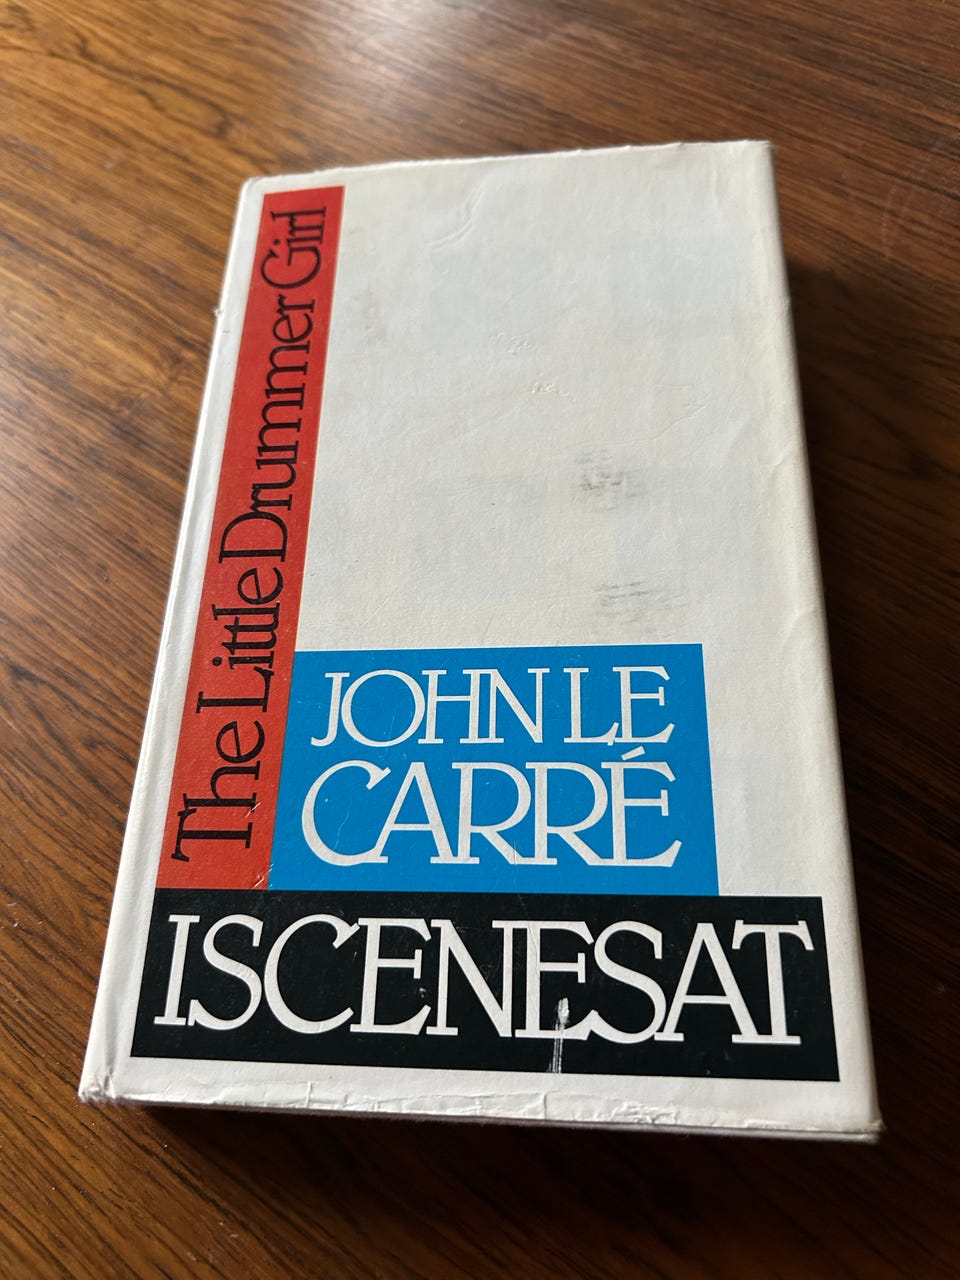 The Little Drummer Girl
JOHN LE
CARRÉ
ISCENESAT